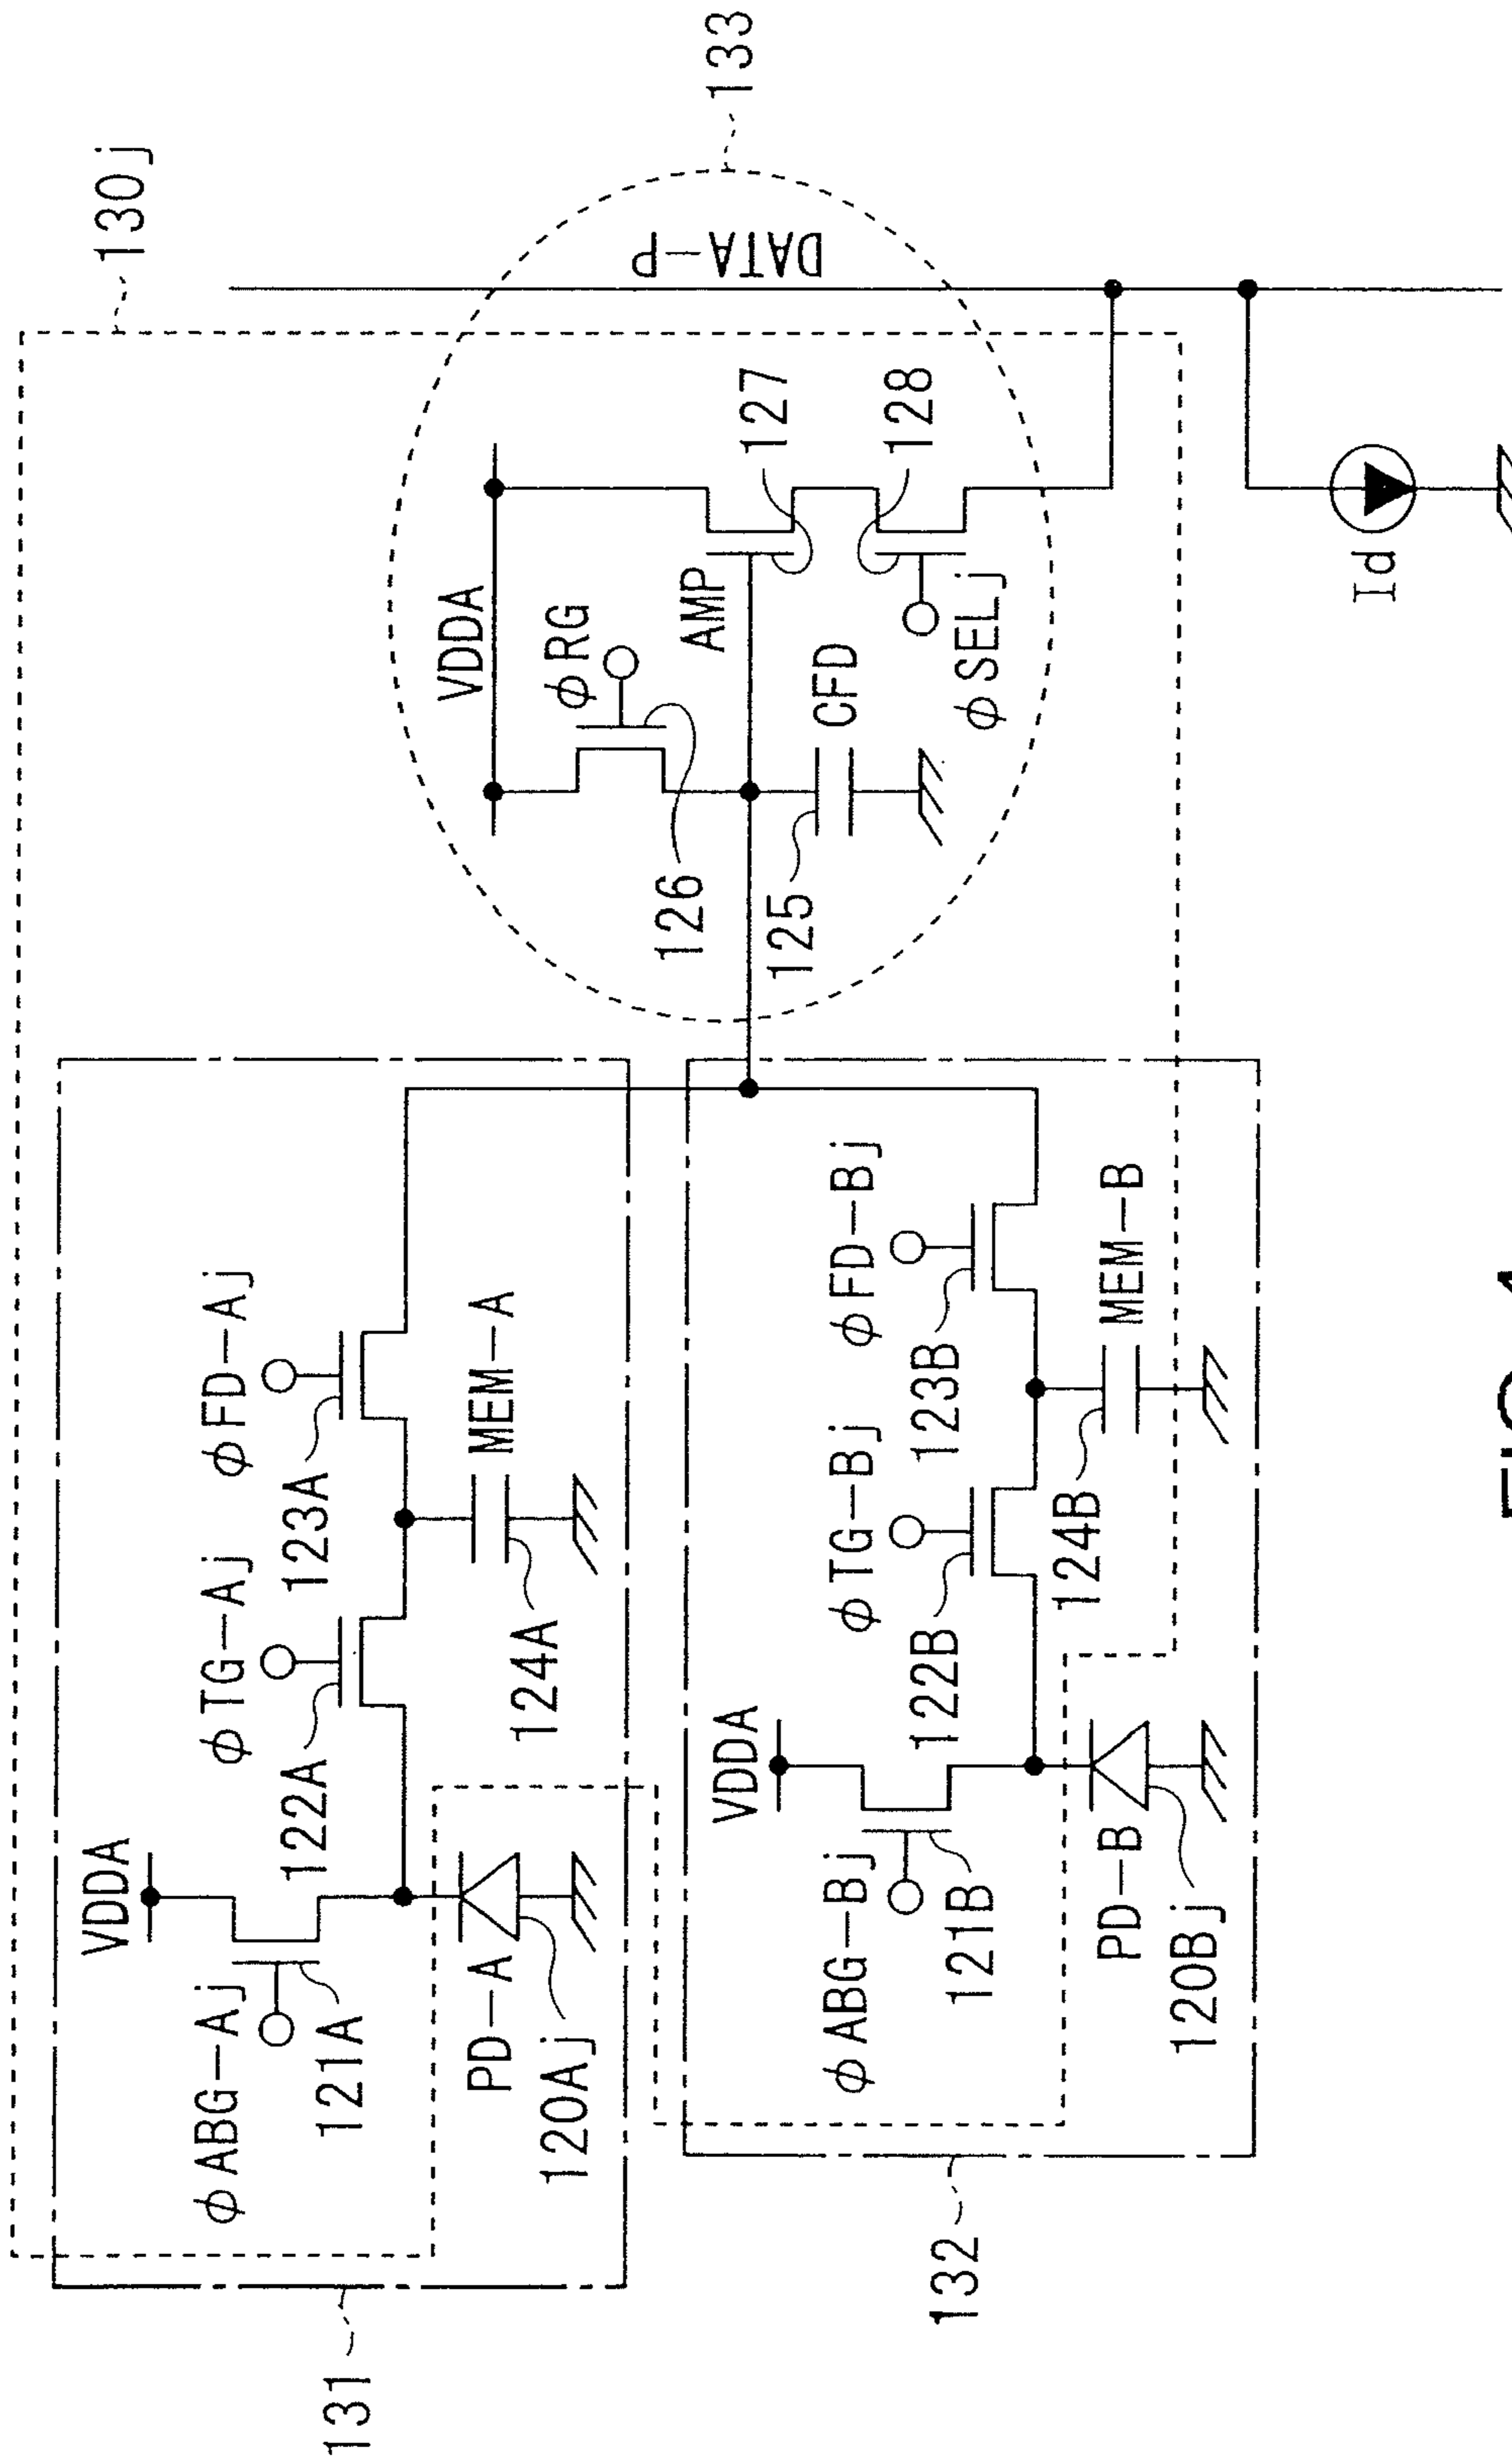 133
130j
DATA-P
VDDA
φRG
AMP
127
128
126
125
CFD
φSELj
Id
φFD-Aj
123A
MEM-A
φTG-Aj
122A
124A
VDDA
φABG-Aj
121A
PD-A
120Aj
131
φFD-Bj
123B
MEM-B
φTG-Bj
122B
124B
VDDA
φABG-Bj
121B
PD-B
120Bj
132